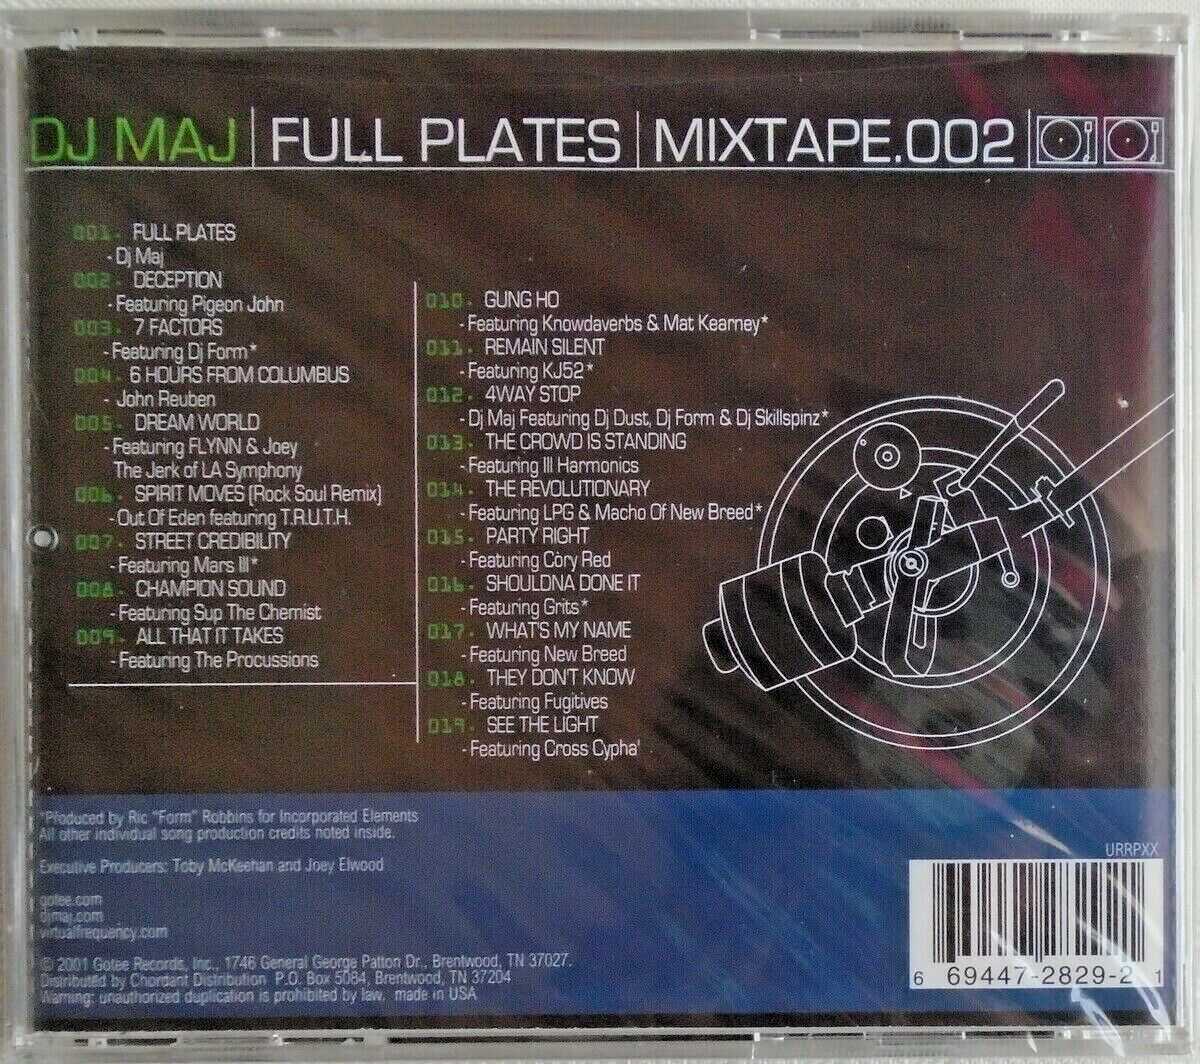 DJ MAJ | FULL PLATES | MIXTAPE.002
001. FULL PLATES
- Dj Maj
002. DECEPTION
- Featuring Pigeon John
003. 7 FACTORS
- Featuring Dj Form*
004. 6 HOURS FROM COLUMBUS
- John Reuben
005. DREAM WORLD
- Featuring FLYNN & Joey
The Jerk of LA Symphony
006. SPIRIT MOVES [Rock Soul Remix]
- Out Of Eden featuring T.R.U.T.H.
007. STREET CREDIBILITY
- Featuring Mars III*
008. CHAMPION SOUND
- Featuring Sup The Chemist
009. ALL THAT IT TAKES
- Featuring The Procussions
010. GUNG HO
- Featuring Knowdaverbs & Mat Kearney*
011. REMAIN SILENT
- Featuring KJ52*
012. 4WAY STOP
- Dj Maj Featuring Dj Dust, Dj Form & Dj Skillspinz*
013. THE CROWD IS STANDING
- Featuring Ill Harmonics
014. THE REVOLUTIONARY
- Featuring LPG & Macho Of New Breed*
015. PARTY RIGHT
- Featuring Cory Red
016. SHOULDNA DONE IT
- Featuring Grits*
017. WHAT'S MY NAME
- Featuring New Breed
018. THEY DON'T KNOW
- Featuring Fugitives
019. SEE THE LIGHT
- Featuring Cross Cypha'
*Produced by Ric "Form" Robbins for Incorporated Elements
All other individual song production credits noted inside.
Executive Producers: Toby McKeehan and Joey Elwood
gotee.com
djmaj.com
virtualfrequency.com
© 2001 Gotee Records, Inc., 1746 General George Patton Dr., Brentwood, TN 37027.
Distributed by Chordant Distribution P.O. Box 5084, Brentwood, TN 37204
Warning: unauthorized duplication is prohibited by law. made in USA
URRPXX
6 69447-2829-2 1